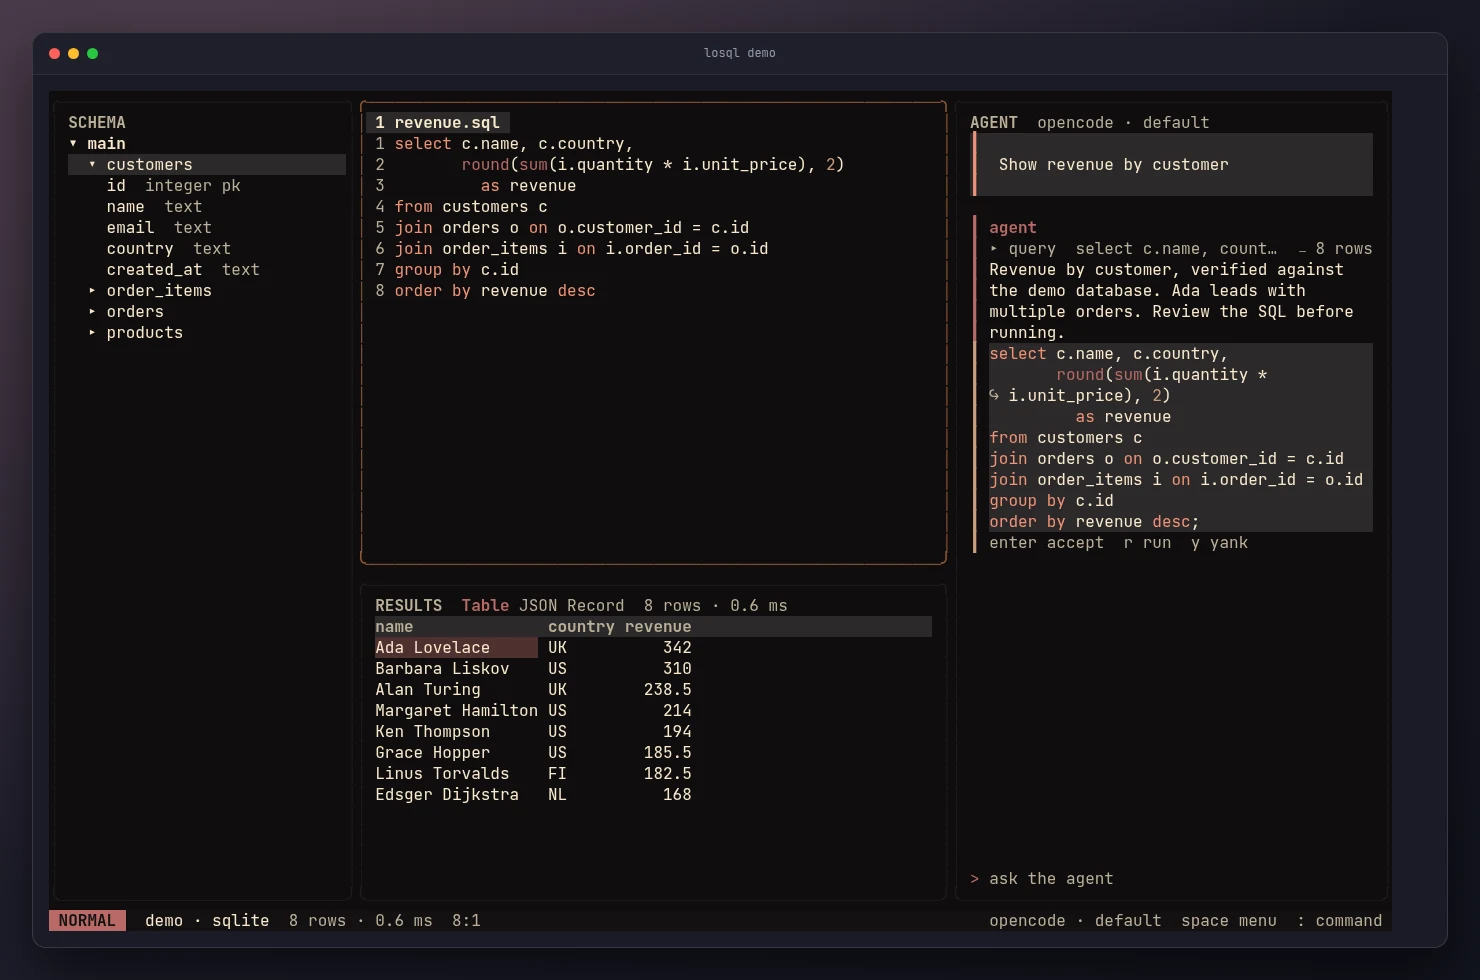 losql demo
SCHEMA
▾ main
▾ customers
id integer pk
name text
email text
country text
created_at text
▸ order_items
▸ orders
▸ products
1 revenue.sql
1 select c.name, c.country,
2 round(sum(i.quantity * i.unit_price), 2)
3 as revenue
4 from customers c
5 join orders o on o.customer_id = c.id
6 join order_items i on i.order_id = o.id
7 group by c.id
8 order by revenue desc
RESULTS Table JSON Record 8 rows · 0.6 ms
name country revenue
Ada Lovelace UK 342
Barbara Liskov US 310
Alan Turing UK 238.5
Margaret Hamilton US 214
Ken Thompson US 194
Grace Hopper US 185.5
Linus Torvalds FI 182.5
Edsger Dijkstra NL 168
AGENT opencode · default
Show revenue by customer
agent
▸ query select c.name, count… — 8 rows
Revenue by customer, verified against
the demo database. Ada leads with
multiple orders. Review the SQL before
running.
select c.name, c.country,
round(sum(i.quantity *
↪ i.unit_price), 2)
as revenue
from customers c
join orders o on o.customer_id = c.id
join order_items i on i.order_id = o.id
group by c.id
order by revenue desc;
enter accept r run y yank
> ask the agent
NORMAL demo · sqlite 8 rows · 0.6 ms 8:1
opencode · default space menu : command